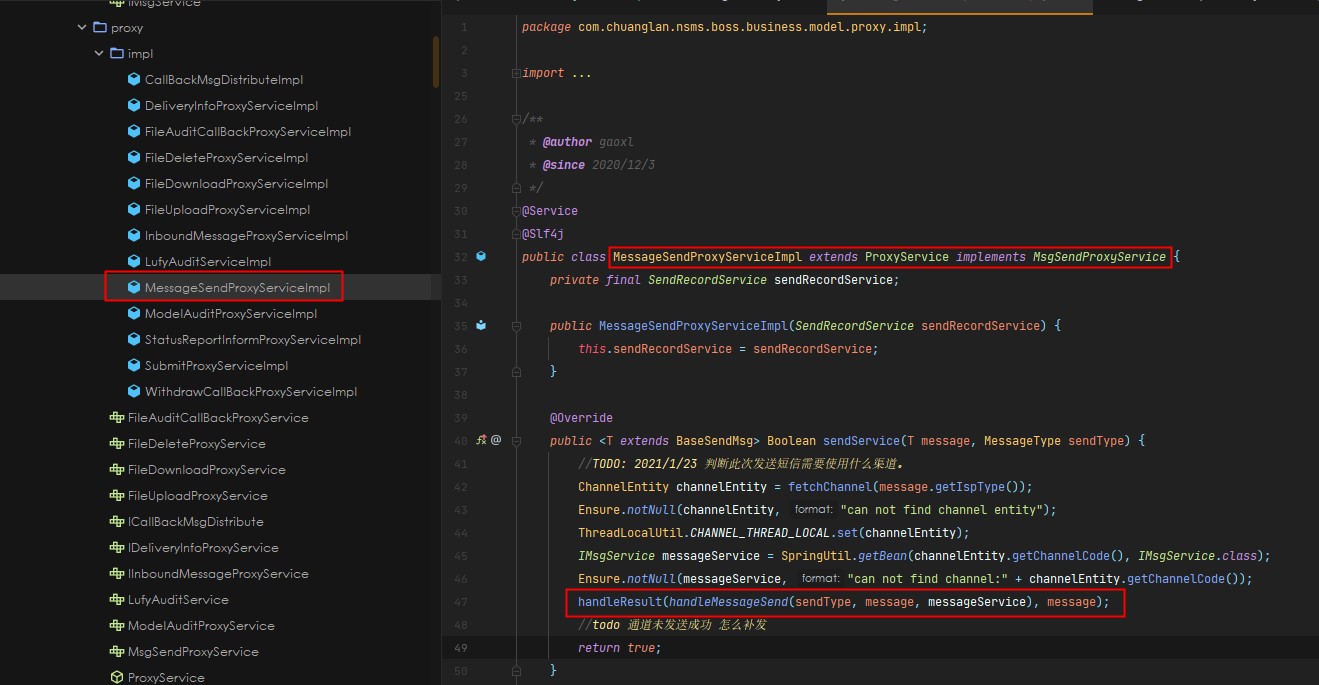 IMsgService
proxy
impl
CallBackMsgDistributeImpl
DeliveryInfoProxyServiceImpl
FileAuditCallBackProxyServiceImpl
FileDeleteProxyServiceImpl
FileDownloadProxyServiceImpl
FileUploadProxyServiceImpl
InboundMessageProxyServiceImpl
LufyAuditServiceImpl
MessageSendProxyServiceImpl
ModelAuditProxyServiceImpl
StatusReportInformProxyServiceImpl
SubmitProxyServiceImpl
WithdrawCallBackProxyServiceImpl
FileAuditCallBackProxyService
FileDeleteProxyService
FileDownloadProxyService
FileUploadProxyService
ICallBackMsgDistribute
IDeliveryInfoProxyService
IInboundMessageProxyService
LufyAuditService
ModelAuditProxyService
MsgSendProxyService
ProxyService
1 package com.chuanglan.nsms.boss.business.model.proxy.impl;
2
3 import ...
25
26 /**
27 * @author gaoxl
28 * @since 2020/12/3
29 */
30 @Service
31 @Slf4j
32 public class MessageSendProxyServiceImpl extends ProxyService implements MsgSendProxyService {
33 private final SendRecordService sendRecordService;
34
35 public MessageSendProxyServiceImpl(SendRecordService sendRecordService) {
36 this.sendRecordService = sendRecordService;
37 }
38
39 @Override
40 @ public <T extends BaseSendMsg> Boolean sendService(T message, MessageType sendType) {
41 //TODO: 2021/1/23 判断此次发送短信需要使用什么渠道。
42 ChannelEntity channelEntity = fetchChannel(message.getIspType());
43 Ensure.notNull(channelEntity, format: "can not find channel entity");
44 ThreadLocalUtil.CHANNEL_THREAD_LOCAL.set(channelEntity);
45 IMsgService messageService = SpringUtil.getBean(channelEntity.getChannelCode(), IMsgService.class);
46 Ensure.notNull(messageService, format: "can not find channel:" + channelEntity.getChannelCode());
47 handleResult(handleMessageSend(sendType, message, messageService), message);
48 //todo 通道未发送成功 怎么补发
49 return true;
50 }